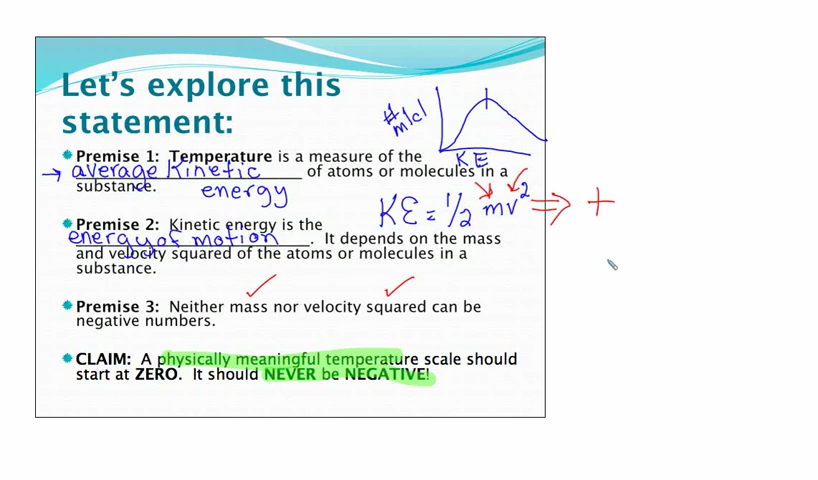 Let's explore this
statement:
# m/cl
K E
Premise 1: Temperature is a measure of the
→ average kinetic energy of atoms or molecules in a
substance.
KE = 1/2 mv² ⇒ +
Premise 2: Kinetic energy is the
energy of motion. It depends on the mass
and velocity squared of the atoms or molecules in a
substance.
✓ ✓
Premise 3: Neither mass nor velocity squared can be
negative numbers.
CLAIM: A physically meaningful temperature scale should
start at ZERO. It should NEVER be NEGATIVE!